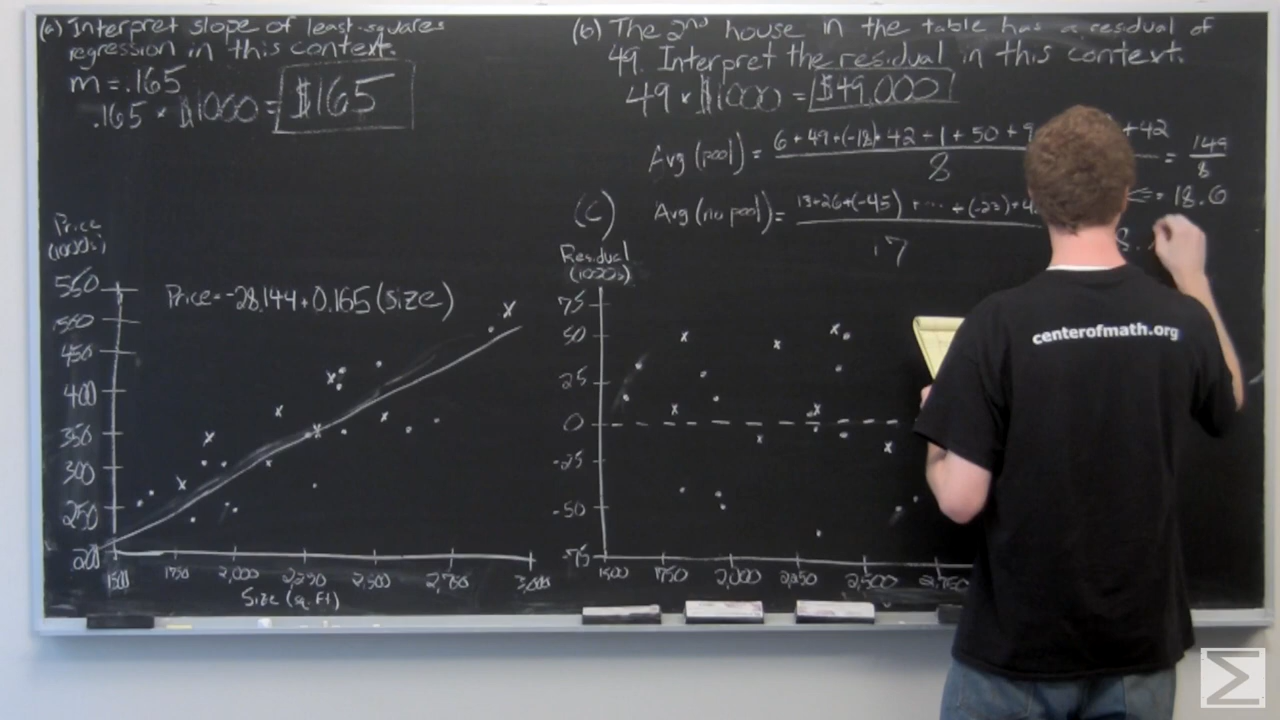 (a) Interpret slope of least-squares
regression in this context.
m = .165
.165 * $1000 = $165
(b) The 2nd house in the table has a residual of
49. Interpret the residual in this context.
49 * $1000 = $49,000
Avg (pool) = 6 + 49 + (-18) + 42 - 1 + 50 + 9 + 42 = 149
8 8
= 18.6
(c) Avg (no pool) = 13+26+(-45) + ... + (-23) +
17
8.
Price
(1000s)
550
500
450
400
350
300
250
200
Price = -28.144 + 0.165 (size)
1500 1750 2,000 2,250 2,500 2,750 3,000
Size (sq. ft)
Residual
(1000s)
75
50
25
0
-25
-50
-75
1500 1750 2,000 2,250 2,500 2,750
centerofmath.org
Σ